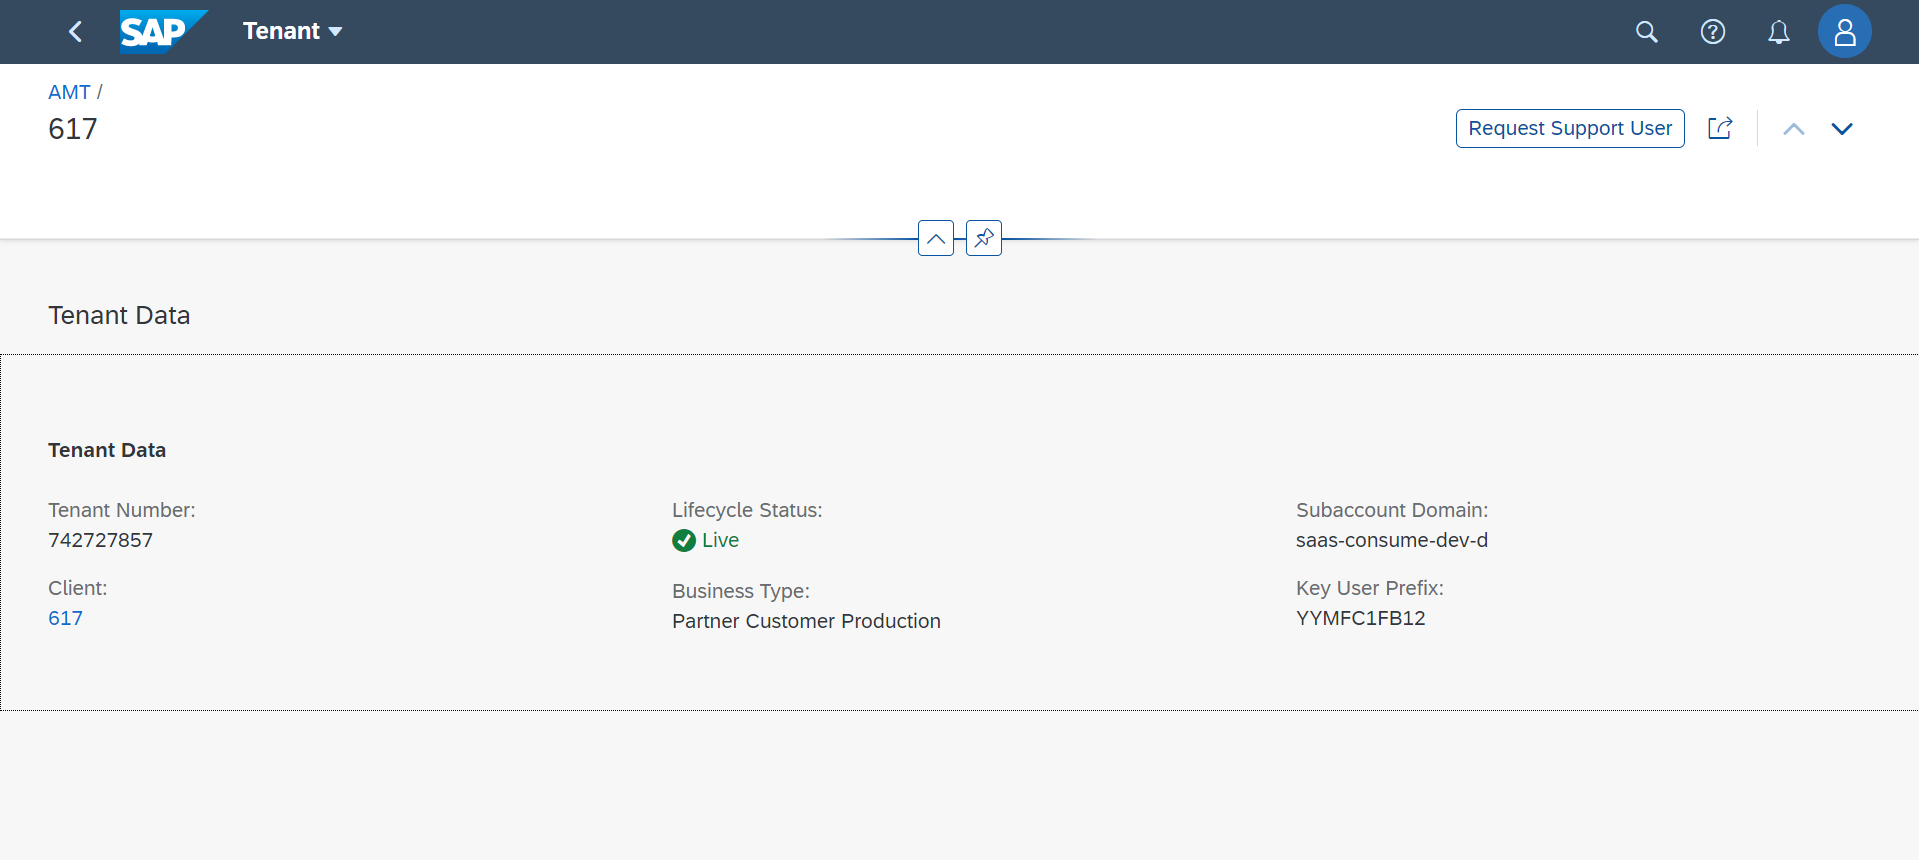 SAP Tenant
AMT /
617
Request Support User
Tenant Data
Tenant Data
Tenant Number:
742727857
Client:
617
Lifecycle Status:
Live
Business Type:
Partner Customer Production
Subaccount Domain:
saas-consume-dev-d
Key User Prefix:
YYMFC1FB12